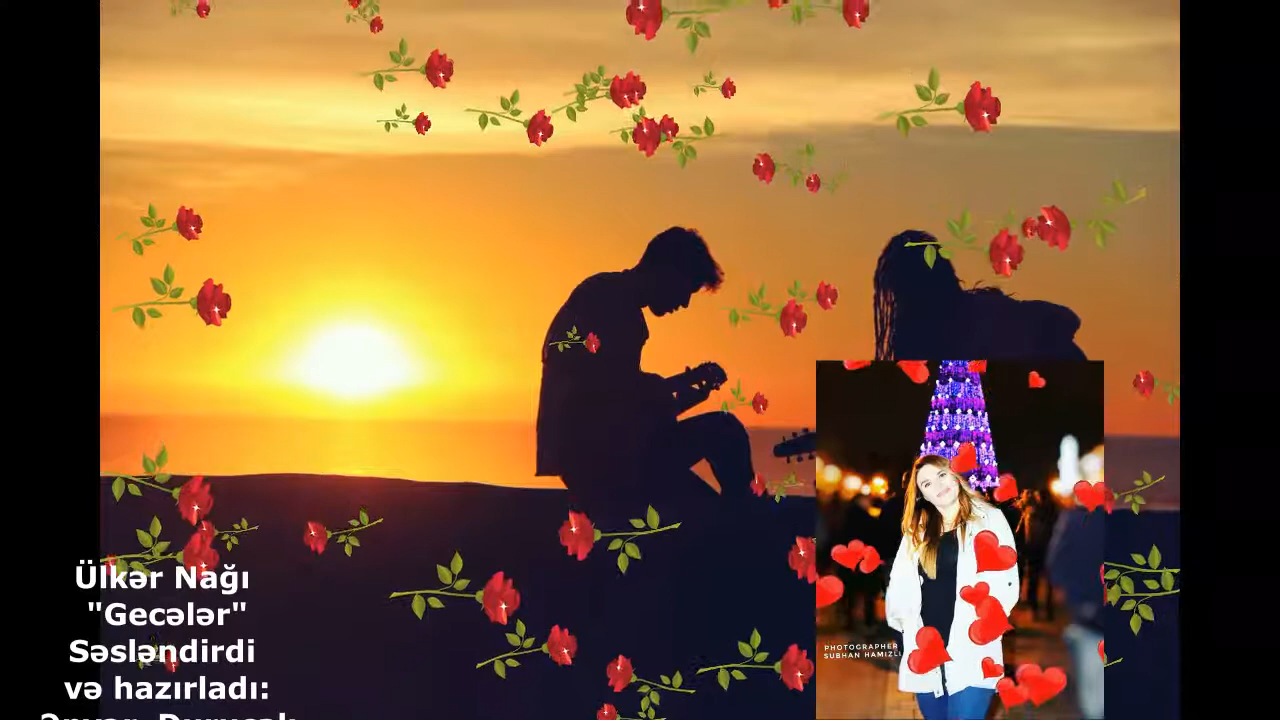 Ülkər Nağı
"Gecələr"
Səsləndirdi
və hazırladı:
PHOTOGRAPHER
SUBHAN HAMIZLI